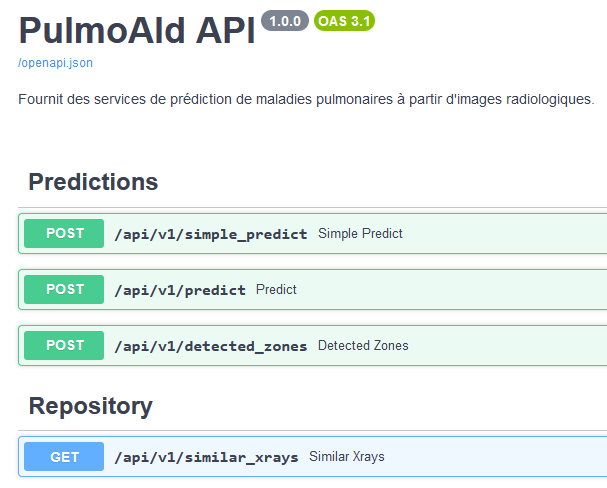 PulmoAId API 1.0.0 OAS 3.1
/openapi.json
Fournit des services de prédiction de maladies pulmonaires à partir d'images radiologiques.
Predictions
POST /api/v1/simple_predict Simple Predict
POST /api/v1/predict Predict
POST /api/v1/detected_zones Detected Zones
Repository
GET /api/v1/similar_xrays Similar Xrays